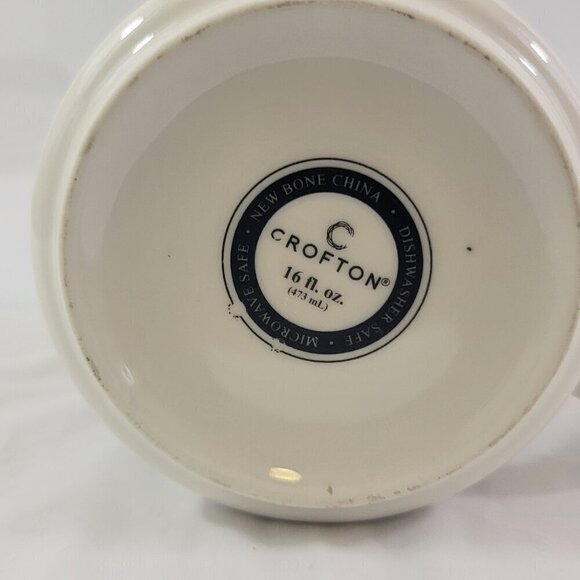 NEW BONE CHINA • DISHWASHER SAFE • MICROWAVE SAFE •
CROFTON®
16 fl. oz.
(473 mL)